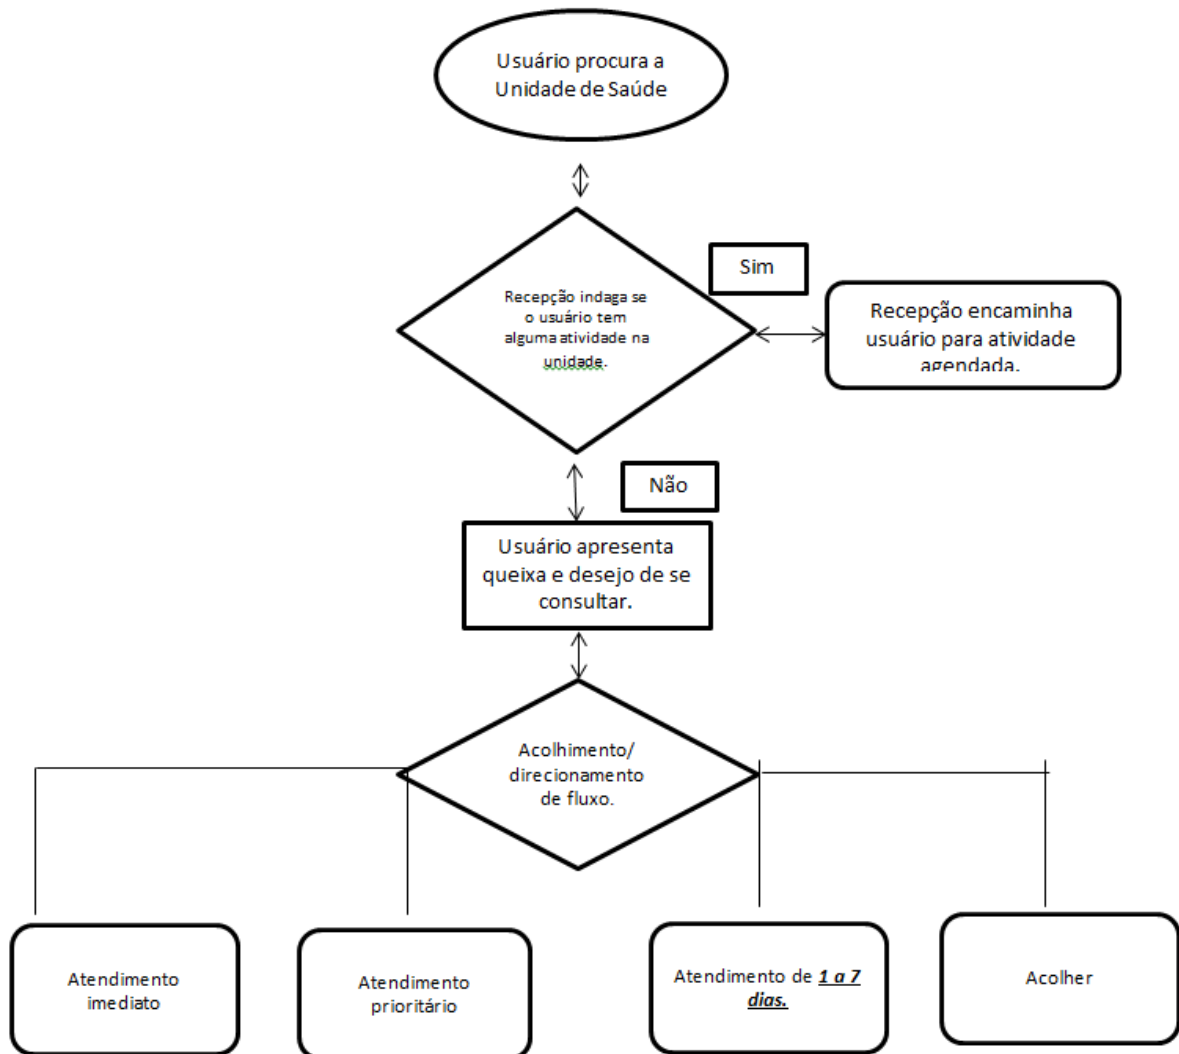 Usuário procura a
Unidade de Saúde
Sim
Recepção indaga se
o usuário tem
alguma atividade na
unidade.
Recepção encaminha
usuário para atividade
agendada.
Não
Usuário apresenta
queixa e desejo de se
consultar.
Acolhimento/
direcionamento
de fluxo.
Atendimento
imediato
Atendimento
prioritário
Atendimento de 1 a 7
dias.
Acolher